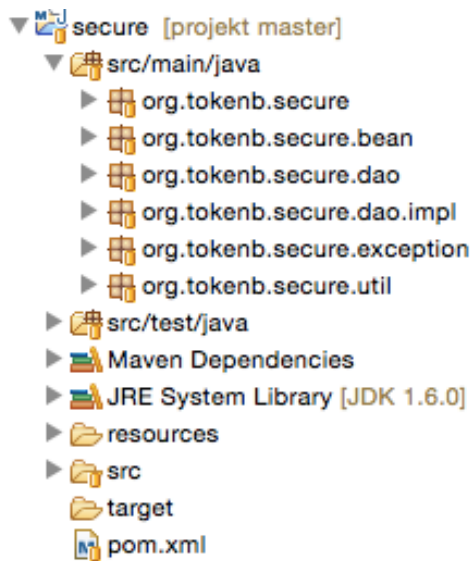 secure [projekt master]
src/main/java
org.tokenb.secure
org.tokenb.secure.bean
org.tokenb.secure.dao
org.tokenb.secure.dao.impl
org.tokenb.secure.exception
org.tokenb.secure.util
src/test/java
Maven Dependencies
JRE System Library [JDK 1.6.0]
resources
src
target
pom.xml